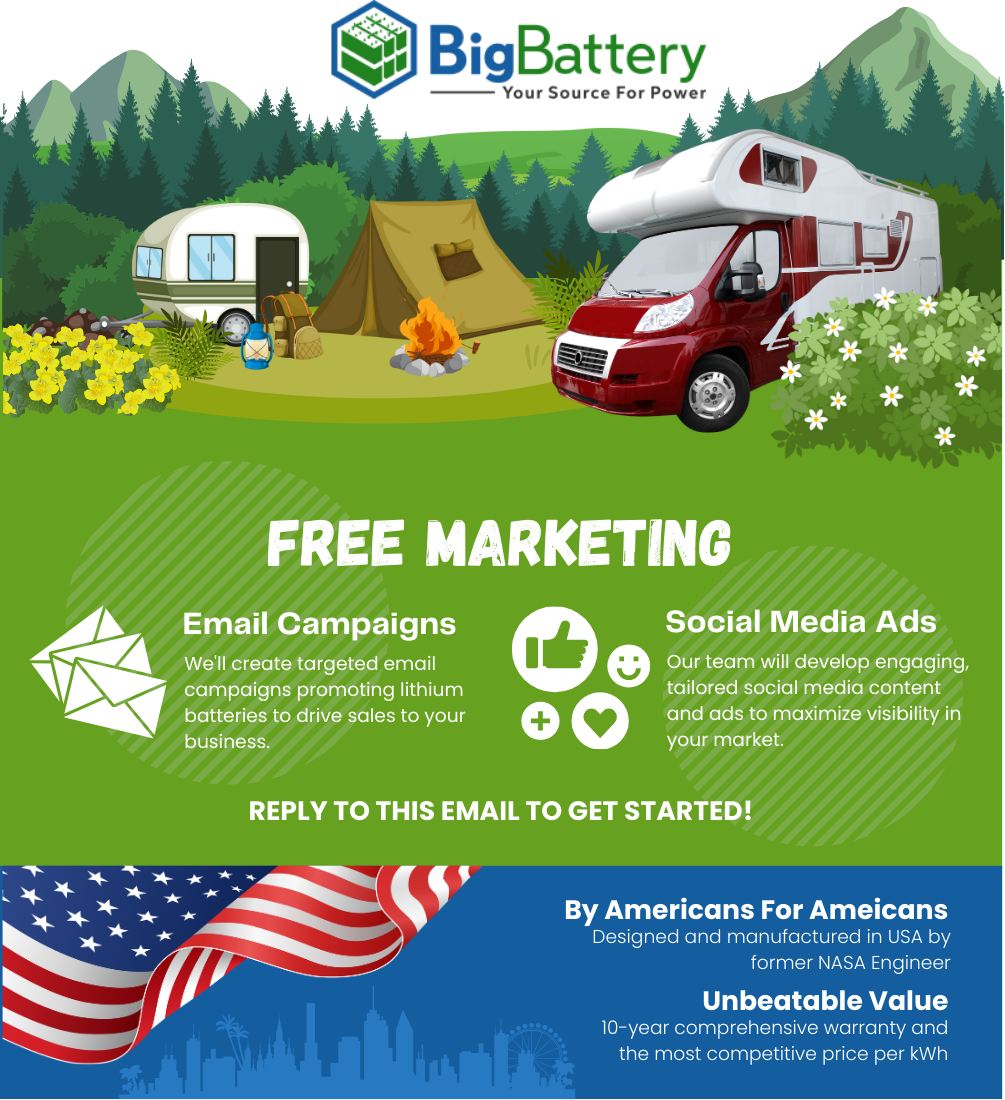 BigBattery
Your Source For Power
FREE MARKETING
Email Campaigns
We'll create targeted email
campaigns promoting lithium
batteries to drive sales to your
business.
Social Media Ads
Our team will develop engaging,
tailored social media content
and ads to maximize visibility in
your market.
REPLY TO THIS EMAIL TO GET STARTED!
By Americans For Ameicans
Designed and manufactured in USA by
former NASA Engineer
Unbeatable Value
10-year comprehensive warranty and
the most competitive price per kWh